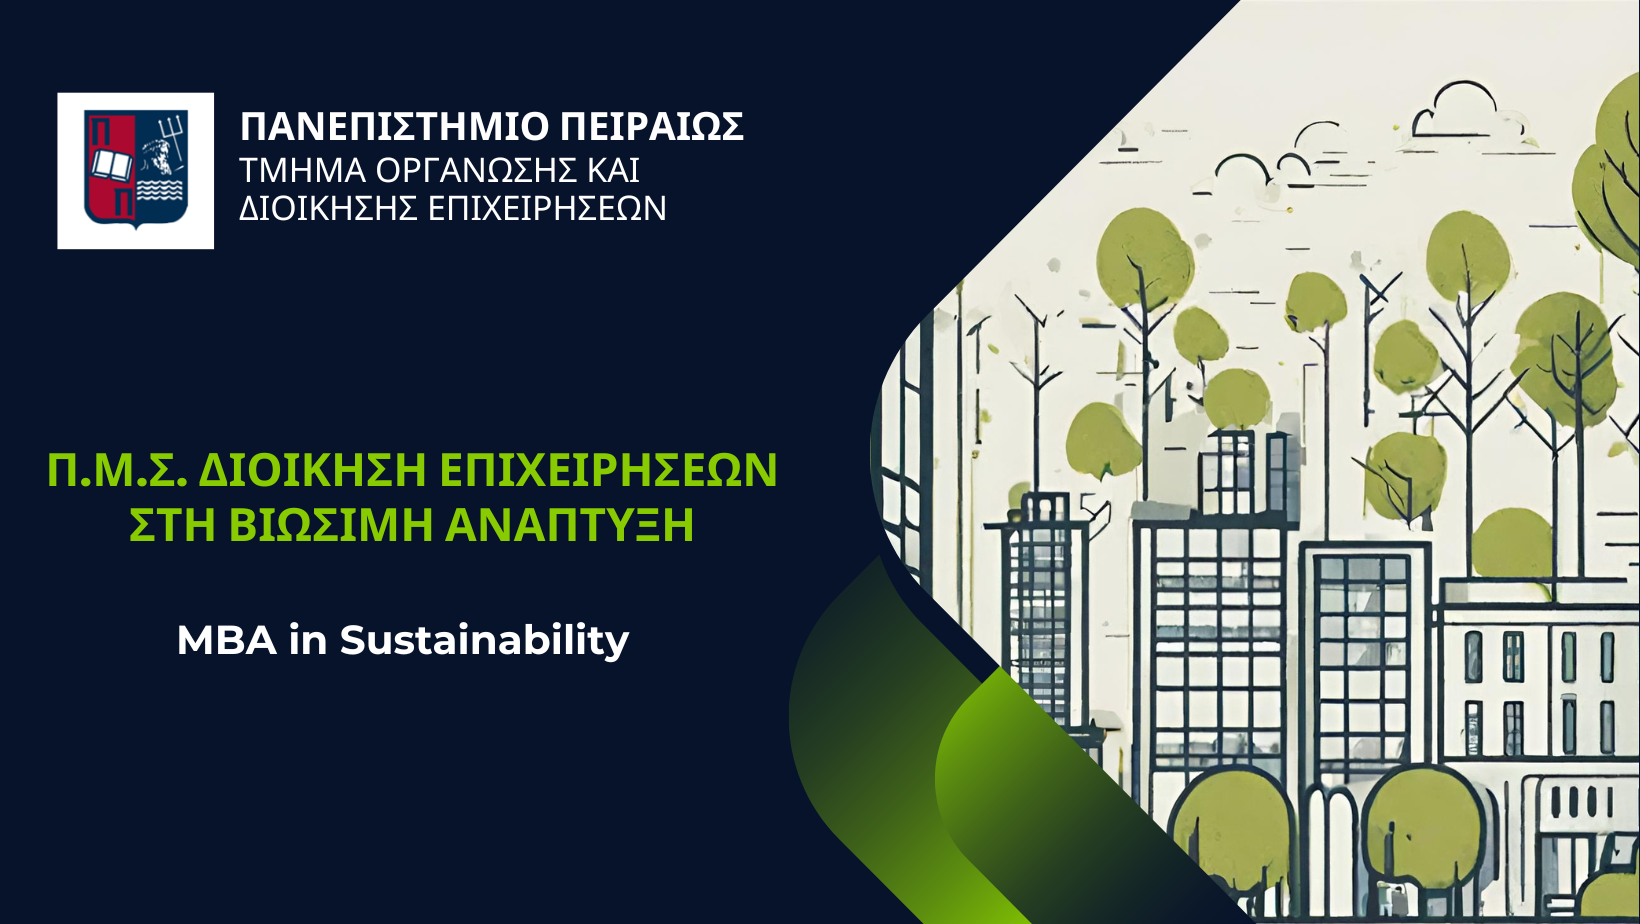 ΠΑΝΕΠΙΣΤΗΜΙΟ ΠΕΙΡΑΙΩΣ
ΤΜΗΜΑ ΟΡΓΑΝΩΣΗΣ ΚΑΙ
ΔΙΟΙΚΗΣΗΣ ΕΠΙΧΕΙΡΗΣΕΩΝ
Π.Μ.Σ. ΔΙΟΙΚΗΣΗ ΕΠΙΧΕΙΡΗΣΕΩΝ
ΣΤΗ ΒΙΩΣΙΜΗ ΑΝΑΠΤΥΞΗ
MBA in Sustainability